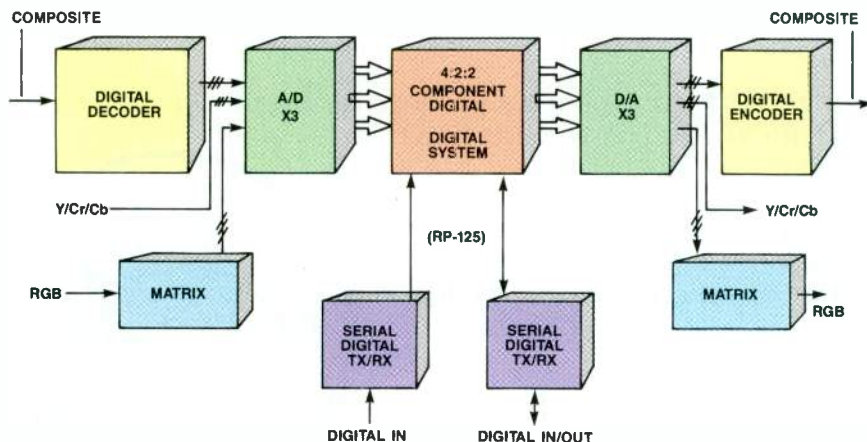 COMPOSITE
COMPOSITE
DIGITAL
DECODER
A/D
X3
4:2:2
COMPONENT
DIGITAL
DIGITAL
SYSTEM
D/A
X3
DIGITAL
ENCODER
Y/Cr/Cb
(RP-125)
Y/Cr/Cb
RGB
MATRIX
MATRIX
RGB
SERIAL
DIGITAL
TX/RX
SERIAL
DIGITAL
TX/RX
DIGITAL IN
DIGITAL IN/OUT